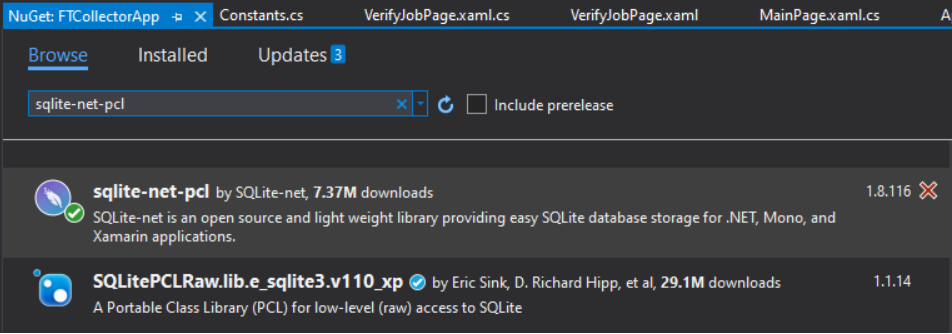 NuGet: FTCollectorApp Constants.cs VerifyJobPage.xaml.cs VerifyJobPage.xaml MainPage.xaml.cs A
Browse Installed Updates 3
sqlite-net-pcl Include prerelease
sqlite-net-pcl by SQLite-net, 7.37M downloads 1.8.116
SQLite-net is an open source and light weight library providing easy SQLite database storage for .NET, Mono, and
Xamarin applications.
SQLitePCLRaw.lib.e_sqlite3.v110_xp by Eric Sink, D. Richard Hipp, et al, 29.1M downloads 1.1.14
A Portable Class Library (PCL) for low-level (raw) access to SQLite